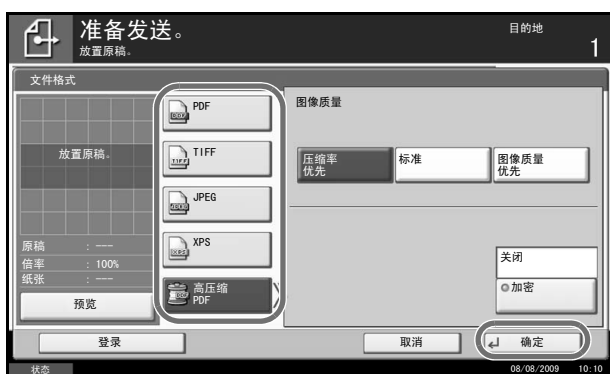 准备发送。
放置原稿。
目的地
1
文件格式
放置原稿。
原稿 : ---
倍率 : 100%
纸张 : ---
预览
PDF
TIFF
JPEG
XPS
高压缩
PDF
图像质量
压缩率
优先
标准
图像质量
优先
关闭
加密
登录
取消
确定
状态
08/08/2009 10:10